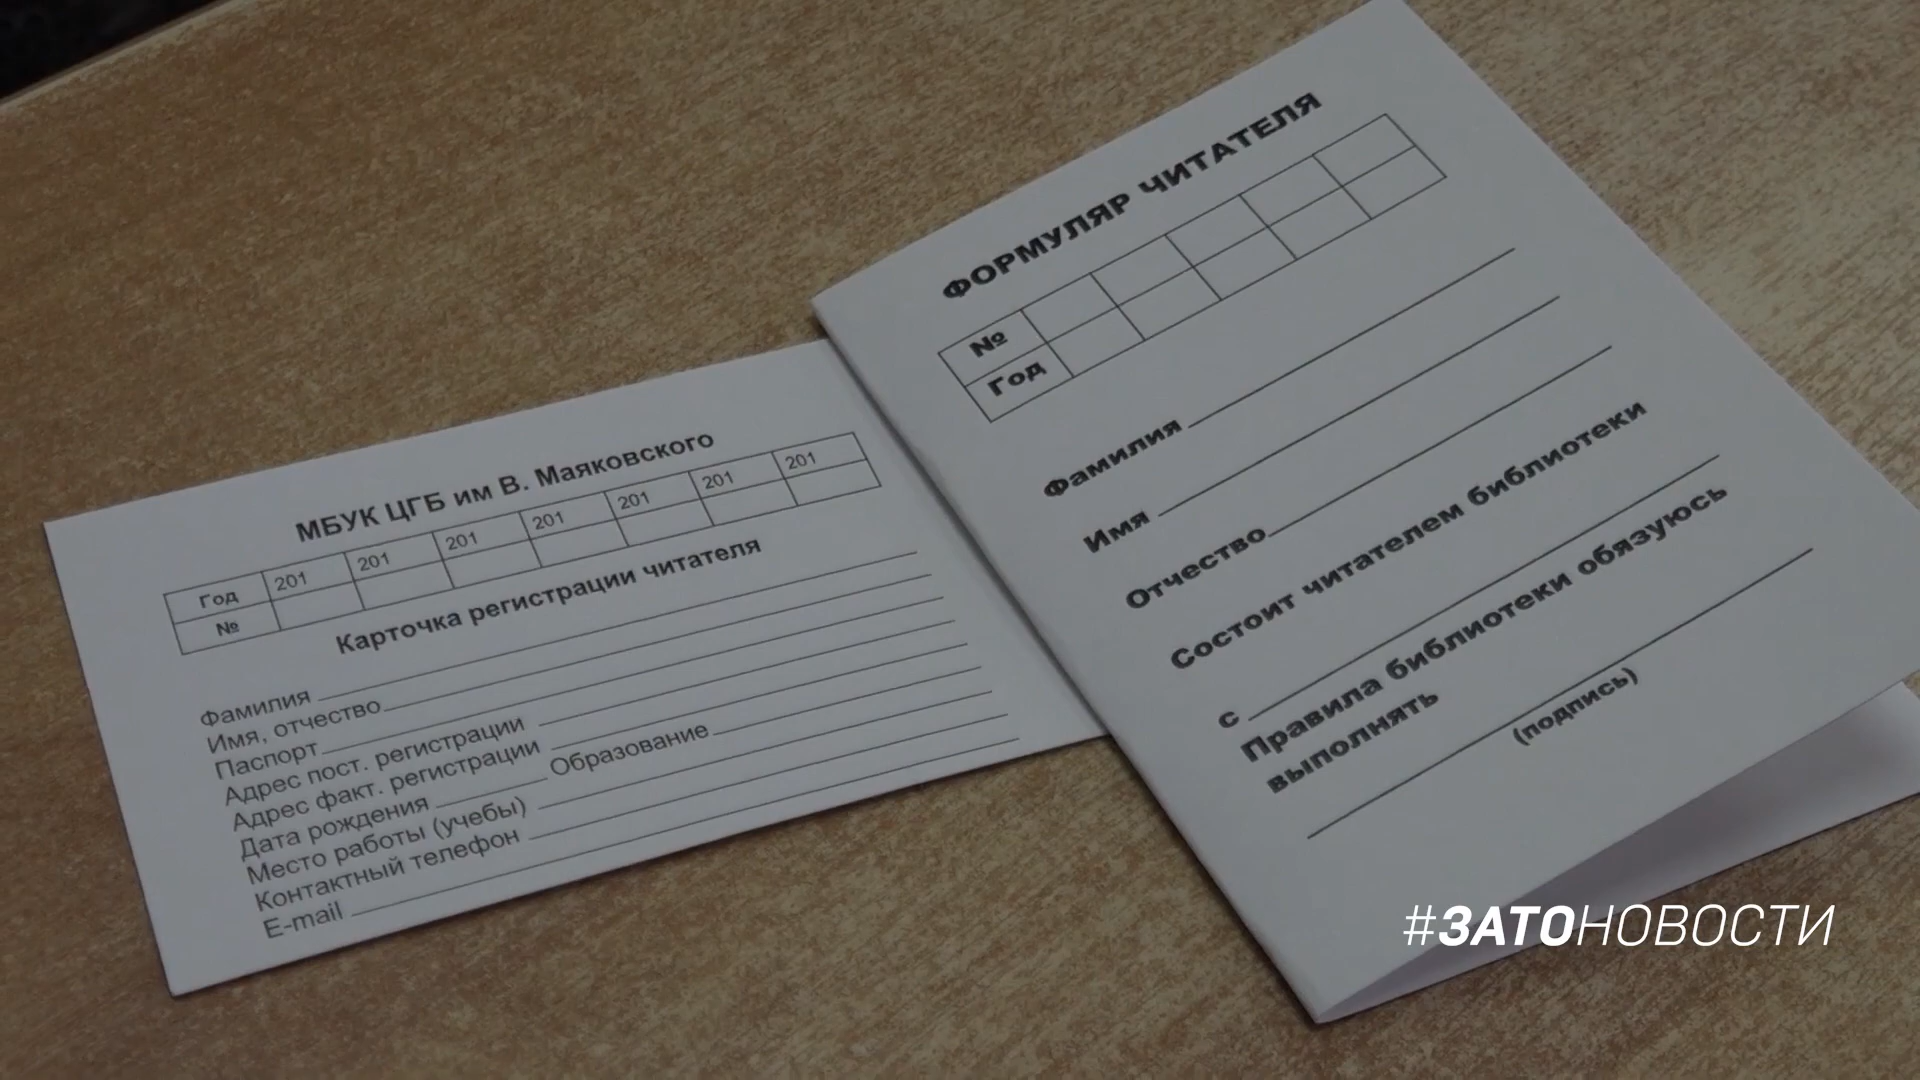 МБУК ЦГБ им В. Маяковского
Год 201 201 201 201 201 201 201
№
Карточка регистрации читателя
Фамилия
Имя, отчество
Паспорт
Адрес пост. регистрации
Адрес факт. регистрации
Дата рождения Образование
Место работы (учебы)
Контактный телефон
E-mail
ФОРМУЛЯР ЧИТАТЕЛЯ
№
Год
Фамилия
Имя
Отчество
Состоит читателем библиотеки
с
Правила библиотеки обязуюсь
выполнять
(подпись)
#ЗАТОНОВОСТИ